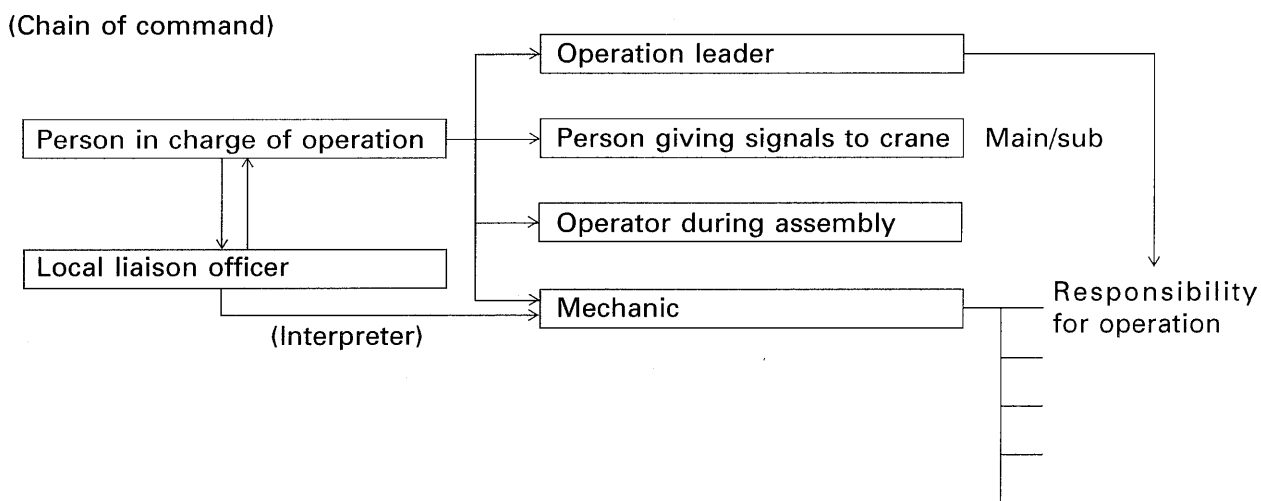 (Chain of command)
Operation leader
Person in charge of operation
Person giving signals to crane
Main/sub
Operator during assembly
Local liaison officer
Mechanic
Responsibility
for operation
(Interpreter)